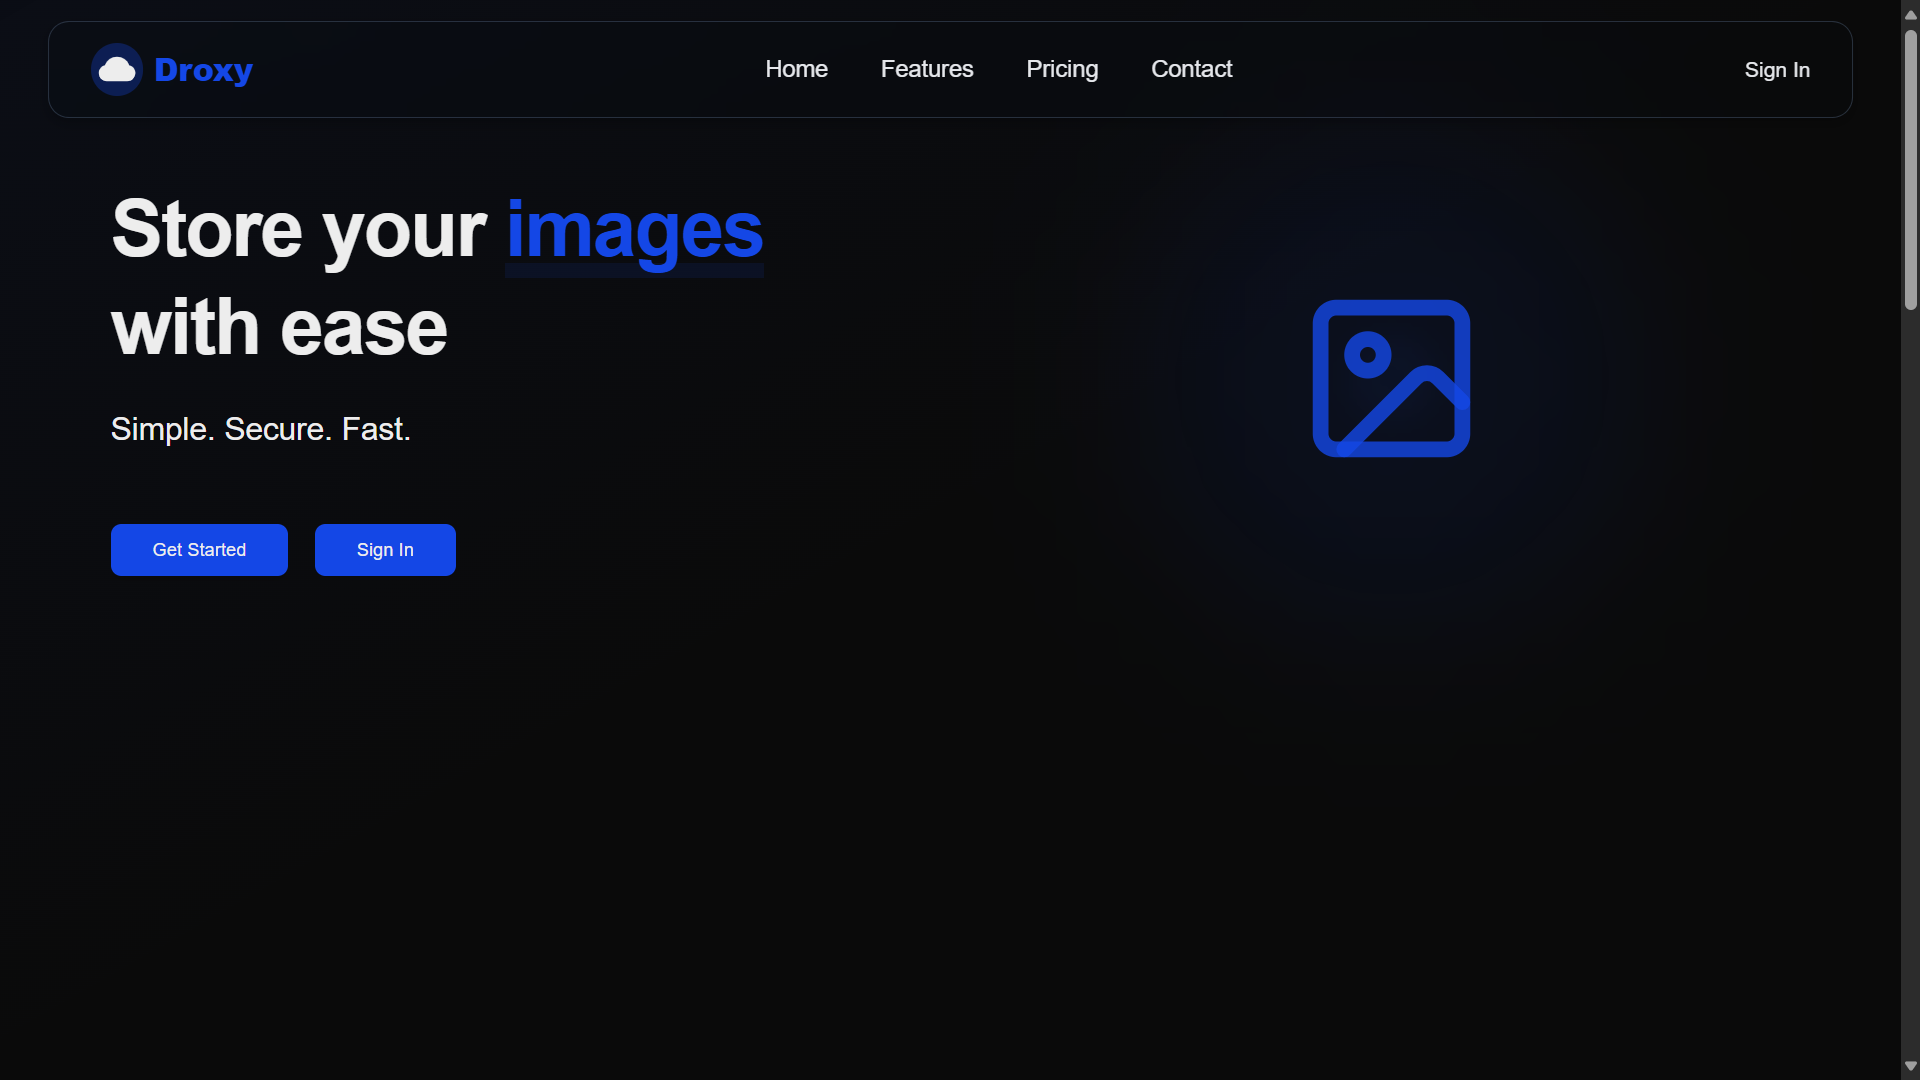 Droxy
Home
Features
Pricing
Contact
Sign In
Store your images
with ease
Simple. Secure. Fast.
Get Started
Sign In